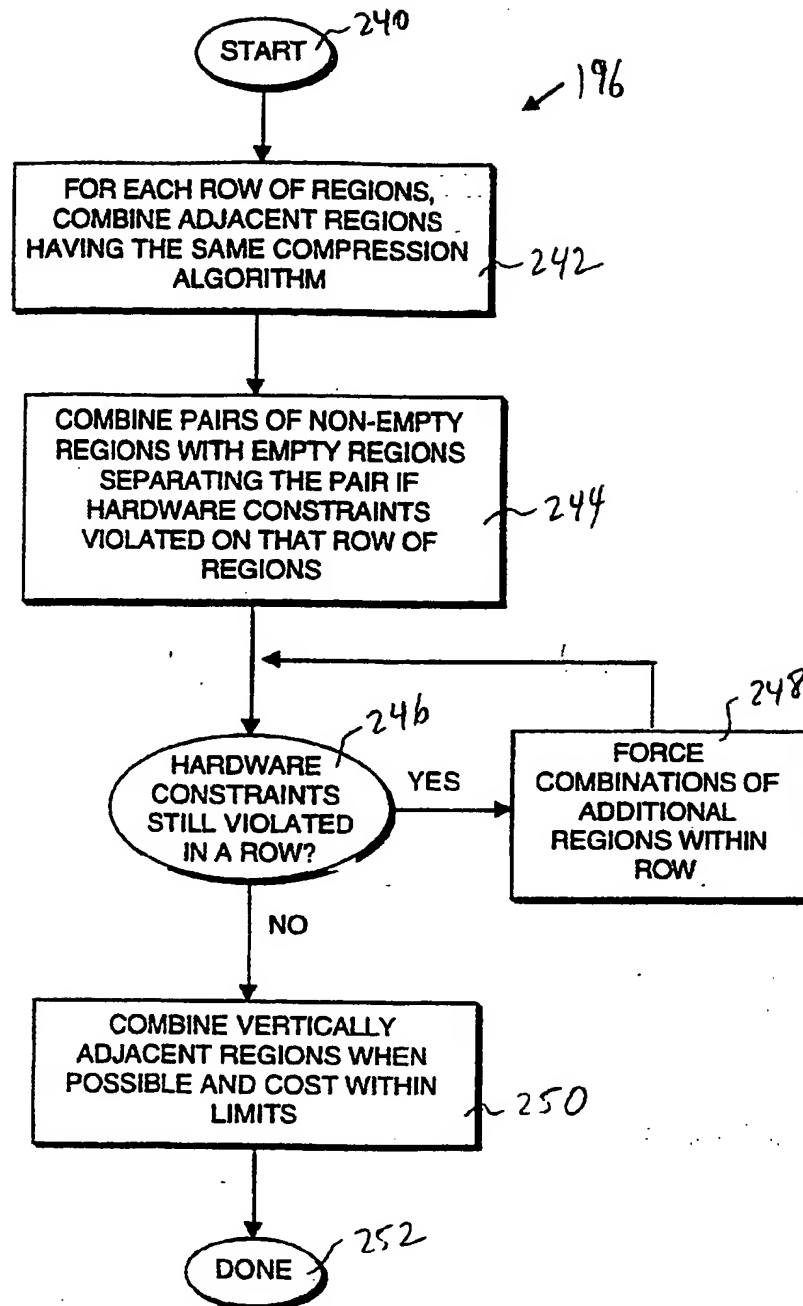 START
240
196
FOR EACH ROW OF REGIONS,
COMBINE ADJACENT REGIONS
HAVING THE SAME COMPRESSION
ALGORITHM
242
COMBINE PAIRS OF NON-EMPTY
REGIONS WITH EMPTY REGIONS
SEPARATING THE PAIR IF
HARDWARE CONSTRAINTS
VIOLATED ON THAT ROW OF
REGIONS
244
246
HARDWARE
CONSTRAINTS
STILL VIOLATED
IN A ROW?
YES
248
FORCE
COMBINATIONS OF
ADDITIONAL
REGIONS WITHIN
ROW
NO
COMBINE VERTICALLY
ADJACENT REGIONS WHEN
POSSIBLE AND COST WITHIN
LIMITS
250
DONE
252